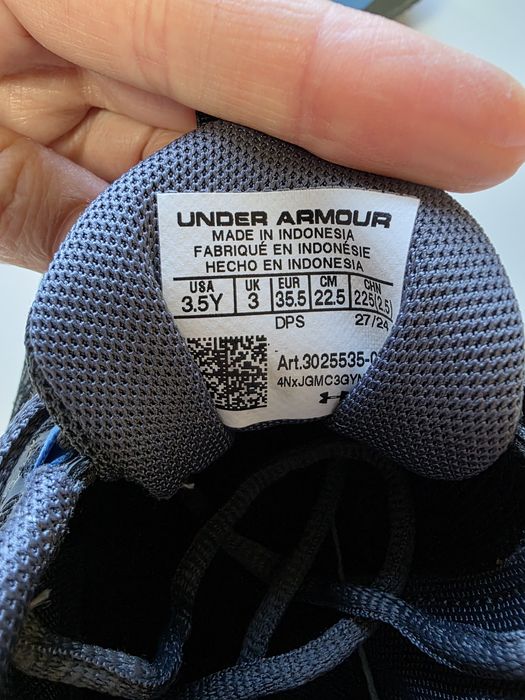 UNDER ARMOUR
MADE IN INDONESIA
FABRIQUÉ EN INDONÉSIE
HECHO EN INDONESIA
USA UK EUR CM CHN
3.5Y 3 35.5 22.5 225(2.5)
DPS 27/24
Art.3025535-0
4NxJGMC3GY